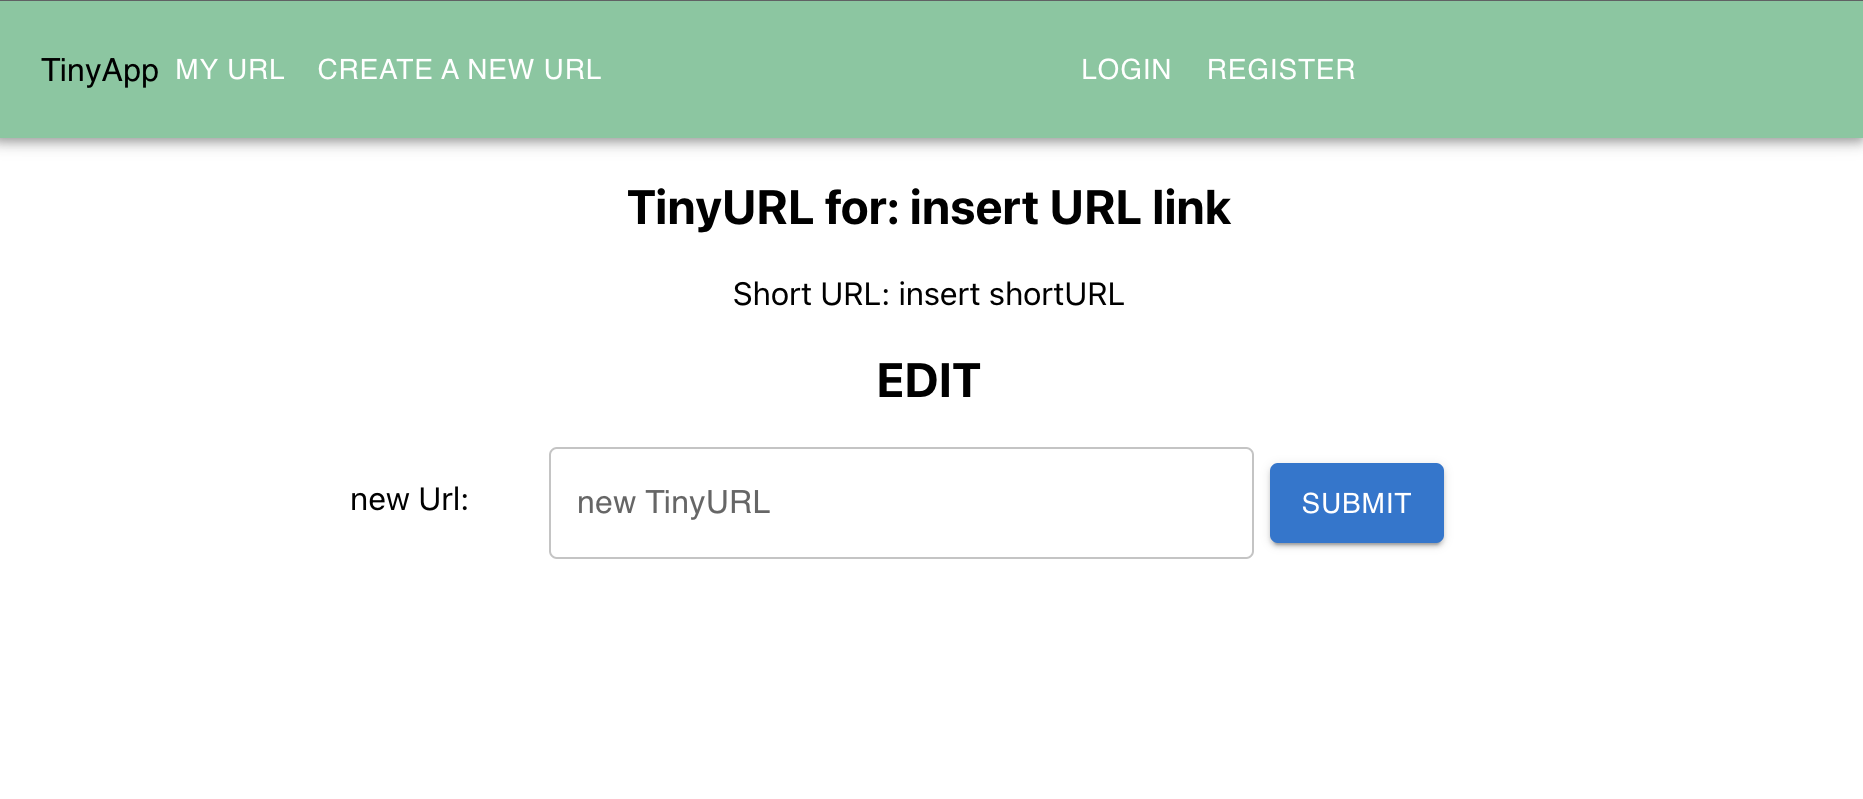 TinyApp MY URL CREATE A NEW URL LOGIN REGISTER
TinyURL for: insert URL link
Short URL: insert shortURL
EDIT
new Url: new TinyURL SUBMIT